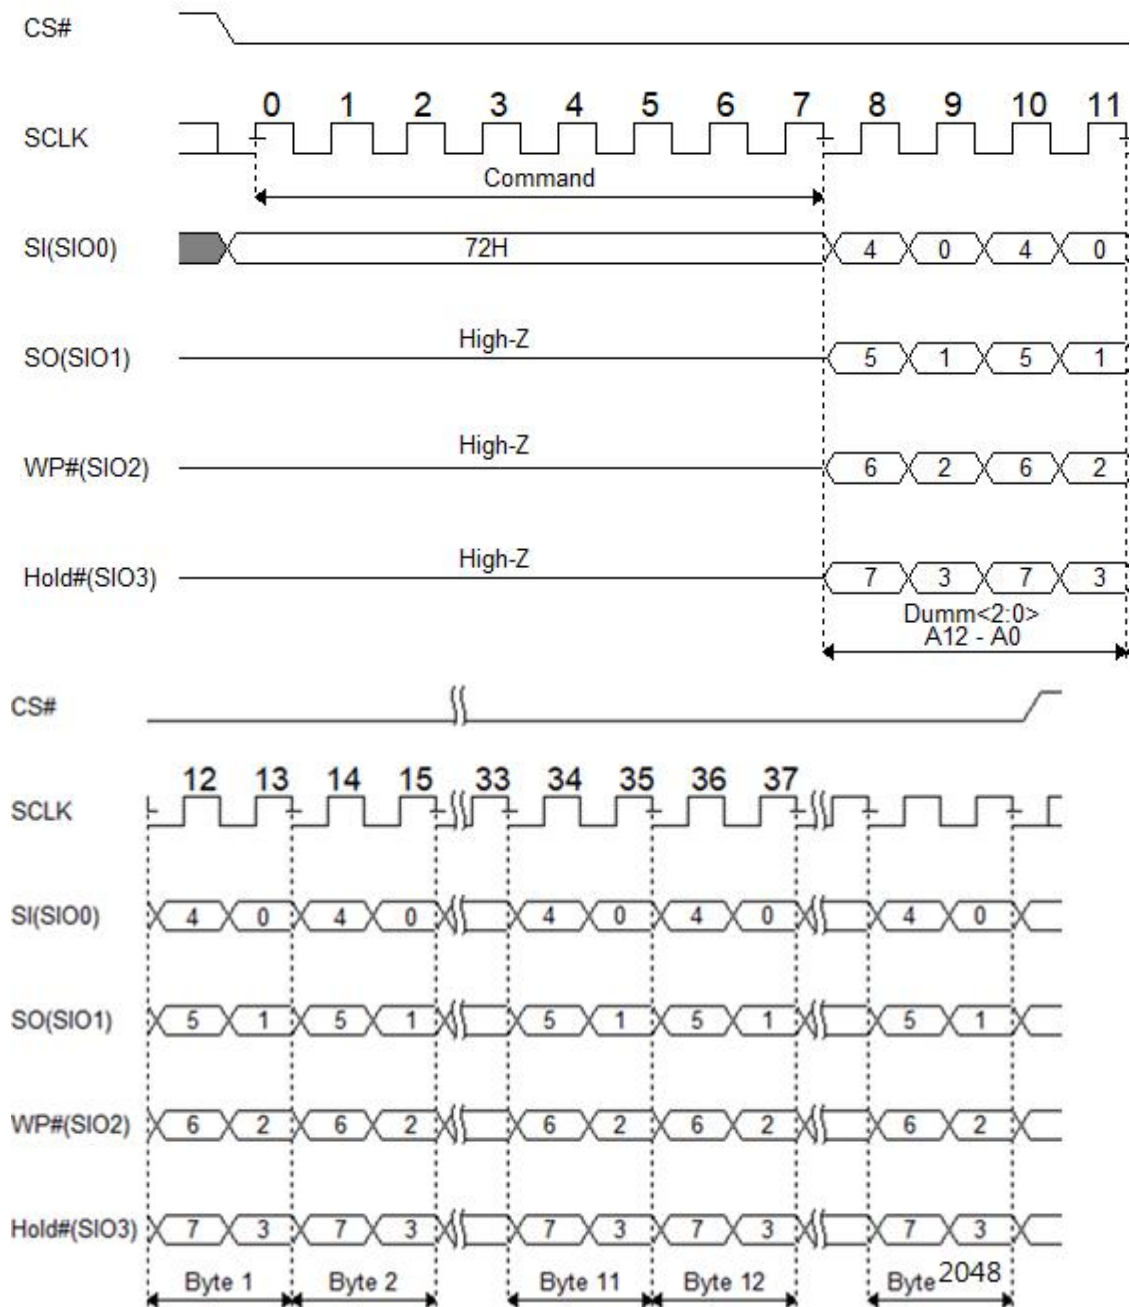 CS#
0 1 2 3 4 5 6 7 8 9 10 11
SCLK
Command
SI(SIO0) 72H 4 0 4 0
High-Z
SO(SIO1) 5 1 5 1
High-Z
WP#(SIO2) 6 2 6 2
High-Z
Hold#(SIO3) 7 3 7 3
Dumm<2:0>
A12 - A0
CS#
12 13 14 15 33 34 35 36 37
SCLK
SI(SIO0) 4 0 4 0 4 0 4 0 4 0
SO(SIO1) 5 1 5 1 5 1 5 1 5 1
WP#(SIO2) 6 2 6 2 6 2 6 2 6 2
Hold#(SIO3) 7 3 7 3 7 3 7 3 7 3
Byte 1 Byte 2 Byte 11 Byte 12 Byte 2048